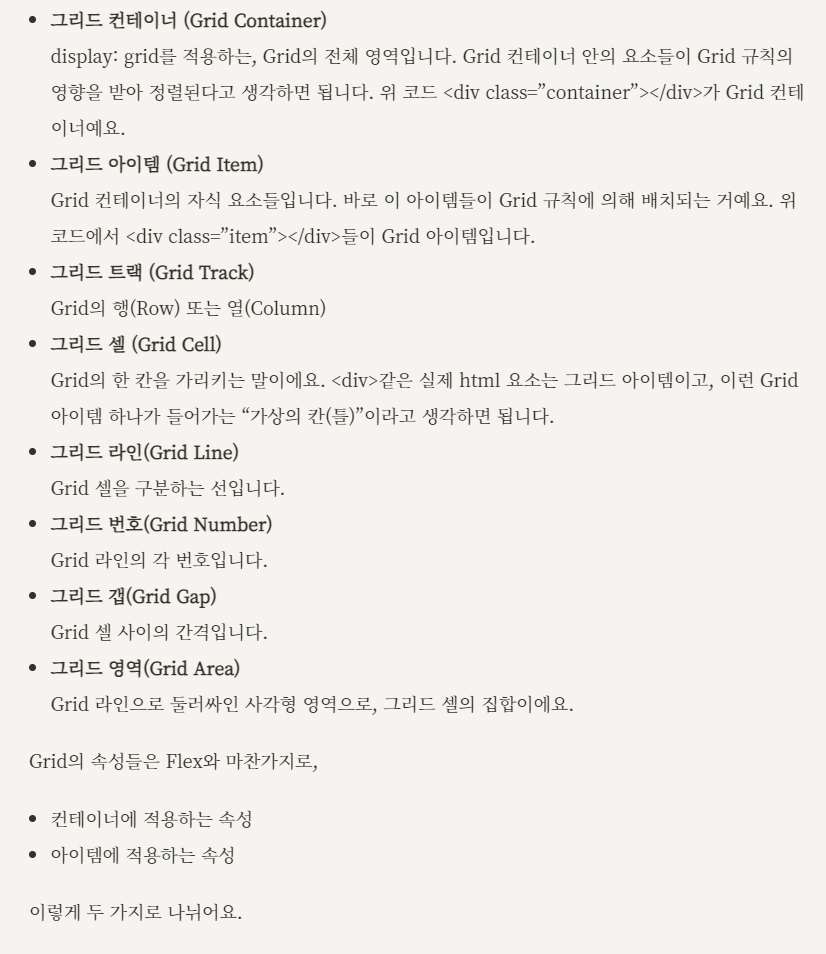 그리드 컨테이너 (Grid Container)
display: grid를 적용하는, Grid의 전체 영역입니다. Grid 컨테이너 안의 요소들이 Grid 규칙의
영향을 받아 정렬된다고 생각하면 됩니다. 위 코드 <div class=”container”></div>가 Grid 컨테
이너예요.
그리드 아이템 (Grid Item)
Grid 컨테이너의 자식 요소들입니다. 바로 이 아이템들이 Grid 규칙에 의해 배치되는 거예요. 위
코드에서 <div class=”item”></div>들이 Grid 아이템입니다.
그리드 트랙 (Grid Track)
Grid의 행(Row) 또는 열(Column)
그리드 셀 (Grid Cell)
Grid의 한 칸을 가리키는 말이에요. <div>같은 실제 html 요소는 그리드 아이템이고, 이런 Grid
아이템 하나가 들어가는 “가상의 칸(틀)”이라고 생각하면 됩니다.
그리드 라인(Grid Line)
Grid 셀을 구분하는 선입니다.
그리드 번호(Grid Number)
Grid 라인의 각 번호입니다.
그리드 갭(Grid Gap)
Grid 셀 사이의 간격입니다.
그리드 영역(Grid Area)
Grid 라인으로 둘러싸인 사각형 영역으로, 그리드 셀의 집합이에요.
Grid의 속성들은 Flex와 마찬가지로,
컨테이너에 적용하는 속성
아이템에 적용하는 속성
이렇게 두 가지로 나뉘어요.